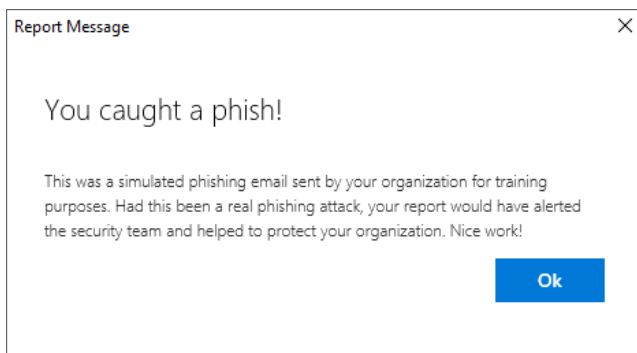 Report Message
You caught a phish!
This was a simulated phishing email sent by your organization for training
purposes. Had this been a real phishing attack, your report would have alerted
the security team and helped to protect your organization. Nice work!
Ok